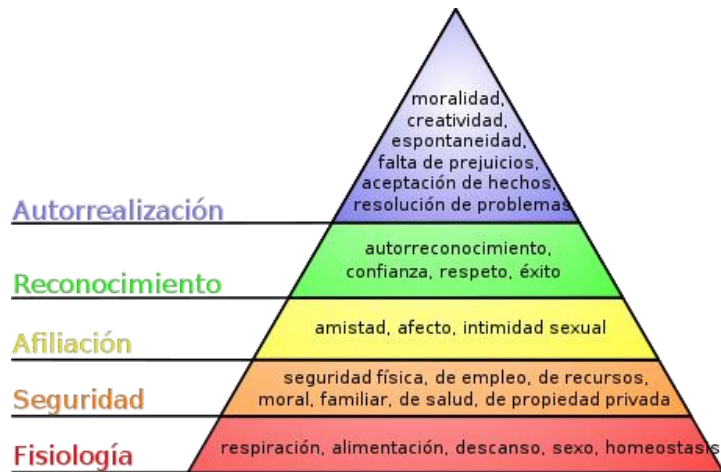 moralidad,
creatividad,
espontaneidad,
falta de prejuicios,
aceptación de hechos,
resolución de problemas
Autorrealización
autorreconocimiento,
confianza, respeto, éxito
Reconocimiento
amistad, afecto, intimidad sexual
Afiliación
seguridad física, de empleo, de recursos,
moral, familiar, de salud, de propiedad privada
Seguridad
respiración, alimentación, descanso, sexo, homeostasis
Fisiología